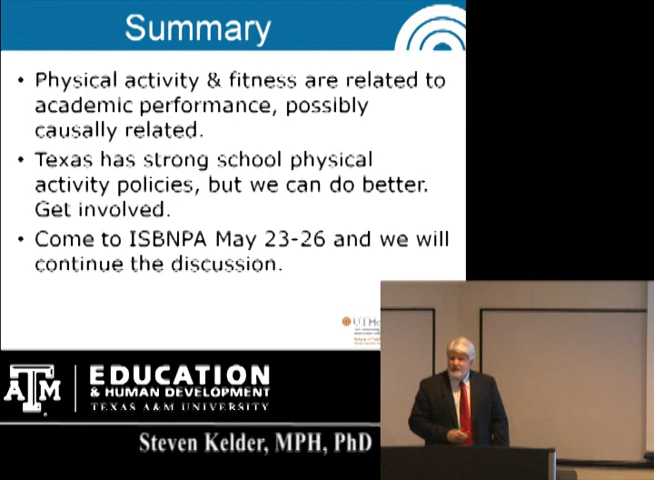 Summary
• Physical activity & fitness are related to
academic performance, possibly
causally related.
• Texas has strong school physical
activity policies, but we can do better.
Get involved.
• Come to ISBNPA May 23-26 and we will
continue the discussion.
UTHe
ATM
EDUCATION
& HUMAN DEVELOPMENT
TEXAS A&M UNIVERSITY
Steven Kelder, MPH, PhD